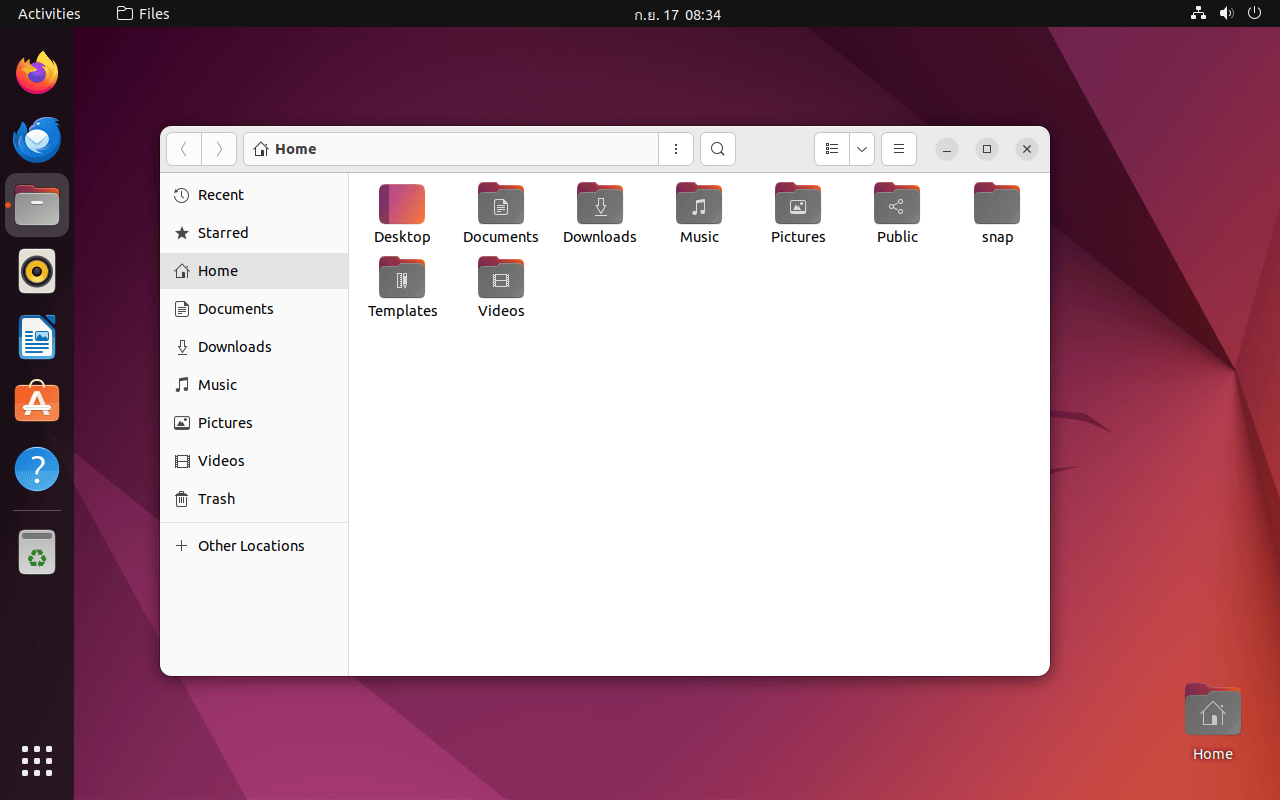 Activities
Files
ก.ย. 17 08:34
Home
Recent
Starred
Home
Documents
Downloads
Music
Pictures
Videos
Trash
Other Locations
Desktop Documents Downloads Music Pictures Public snap
Templates Videos
Home